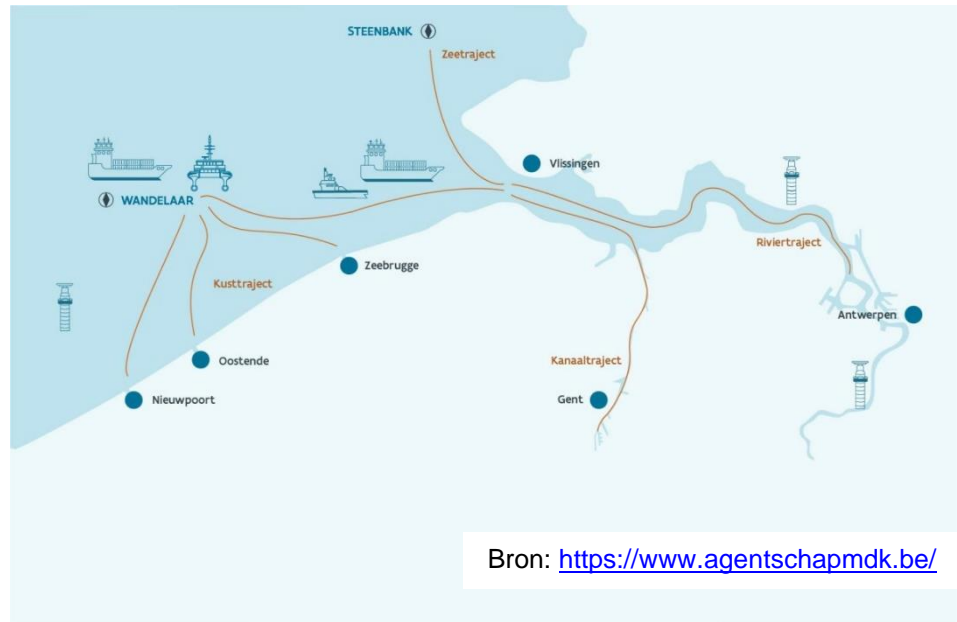 STEENBANK
Zeetraject
Vlissingen
WANDELAAR
Riviertraject
Zeebrugge
Kusttraject
Antwerpen
Oostende
Kanaaltraject
Nieuwpoort
Gent
Bron: https://www.agentschapmdk.be/